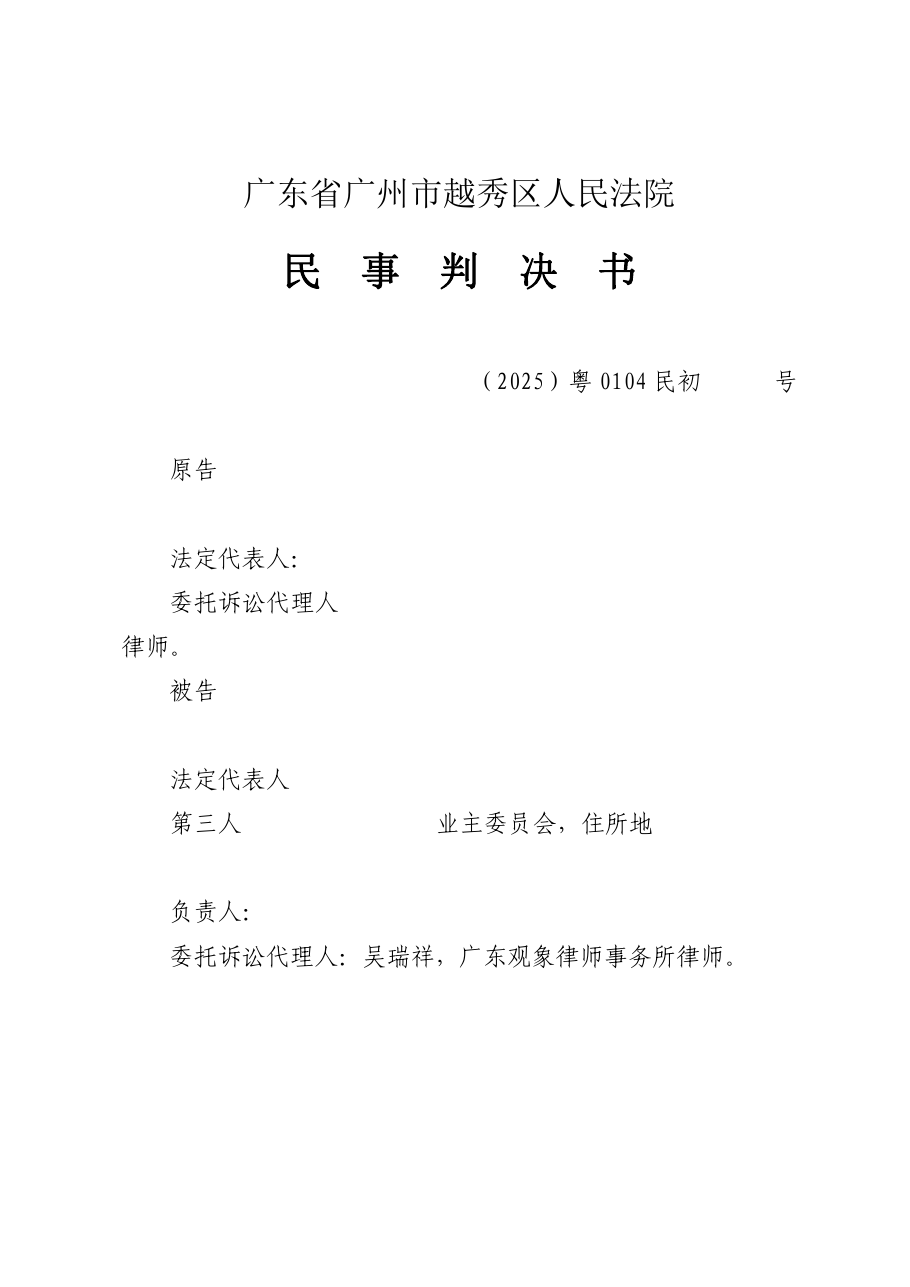 广东省广州市越秀区人民法院
民 事 判 决 书
（2025）粤 0104 民初 号
原告
法定代表人：
委托诉讼代理人
律师。
被告
法定代表人
第三人 业主委员会，住所地
负责人：
委托诉讼代理人：吴瑞祥，广东观象律师事务所律师。